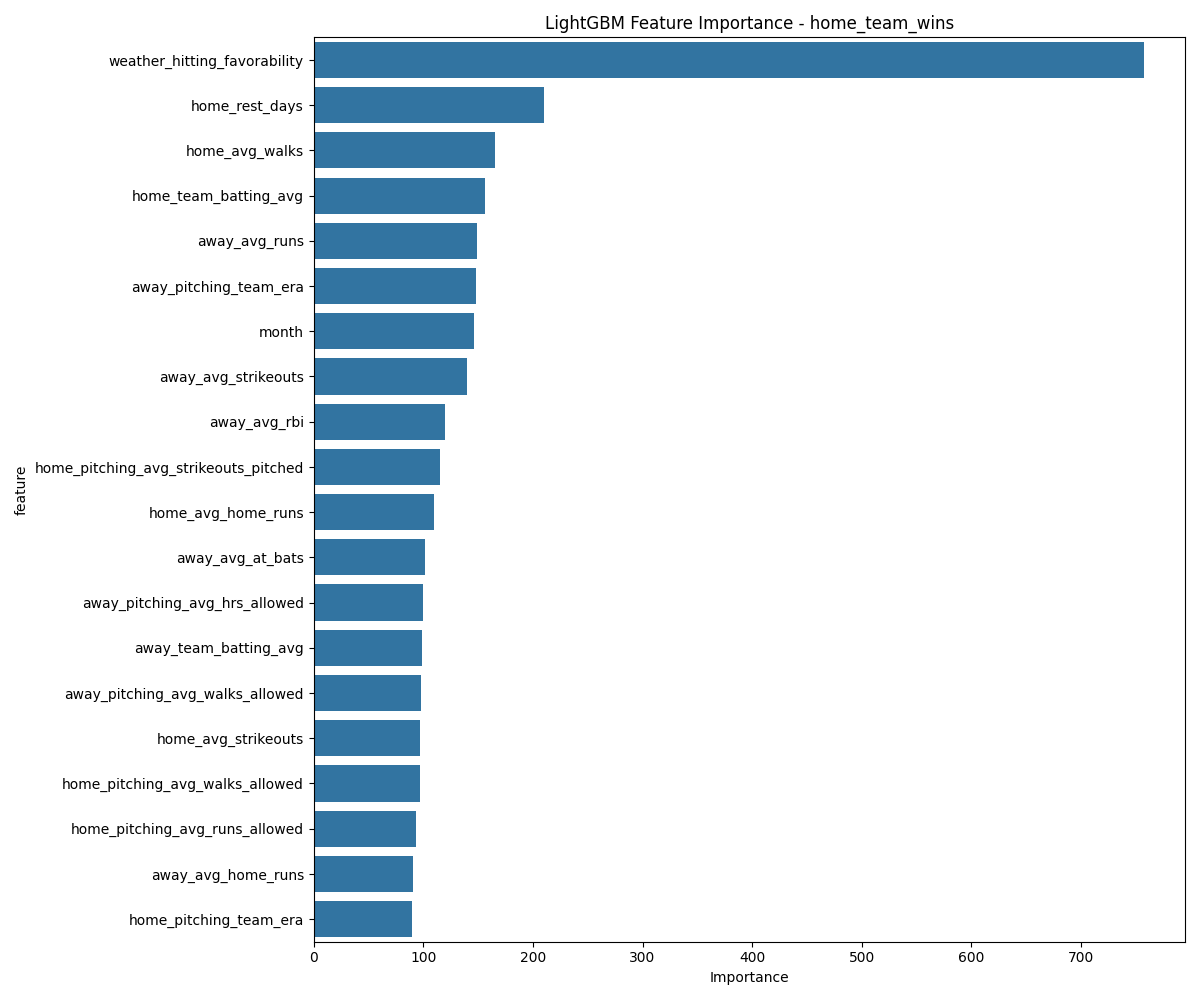 LightGBM Feature Importance - home_team_wins
weather_hitting_favorability
home_rest_days
home_avg_walks
home_team_batting_avg
away_avg_runs
away_pitching_team_era
month
away_avg_strikeouts
away_avg_rbi
home_pitching_avg_strikeouts_pitched
home_avg_home_runs
away_avg_at_bats
away_pitching_avg_hrs_allowed
away_team_batting_avg
away_pitching_avg_walks_allowed
home_avg_strikeouts
home_pitching_avg_walks_allowed
home_pitching_avg_runs_allowed
away_avg_home_runs
home_pitching_team_era
feature
0 100 200 300 400 500 600 700
Importance